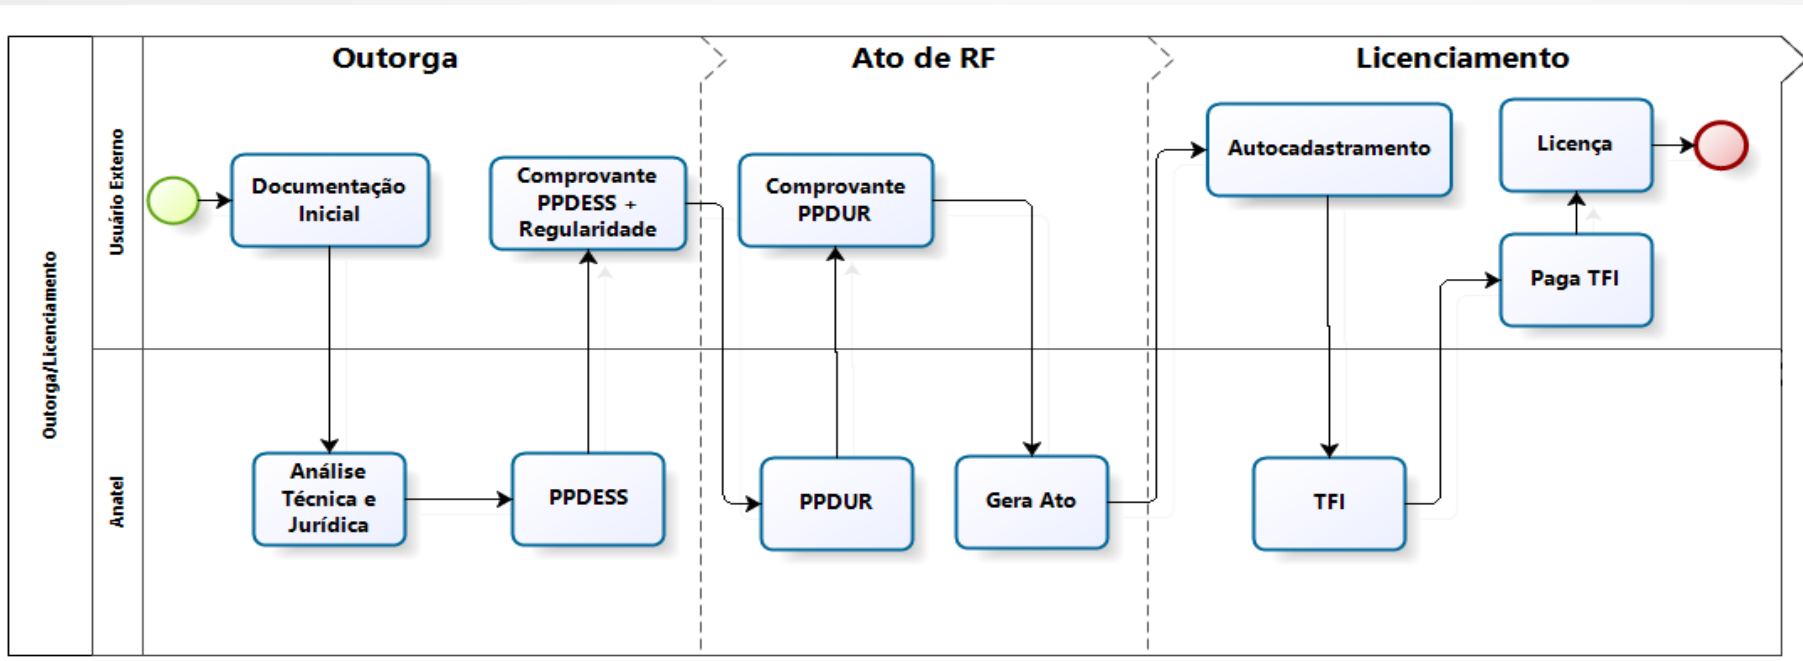 Outorga
Ato de RF
Licenciamento
Outorga/Licenciamento
Usuário Externo
Documentação
Inicial
Comprovante
PPDESS +
Regularidade
Comprovante
PPDUR
Autocadastramento
Licença
Paga TFI
Anatel
Análise
Técnica e
Jurídica
PPDESS
PPDUR
Gera Ato
TFI